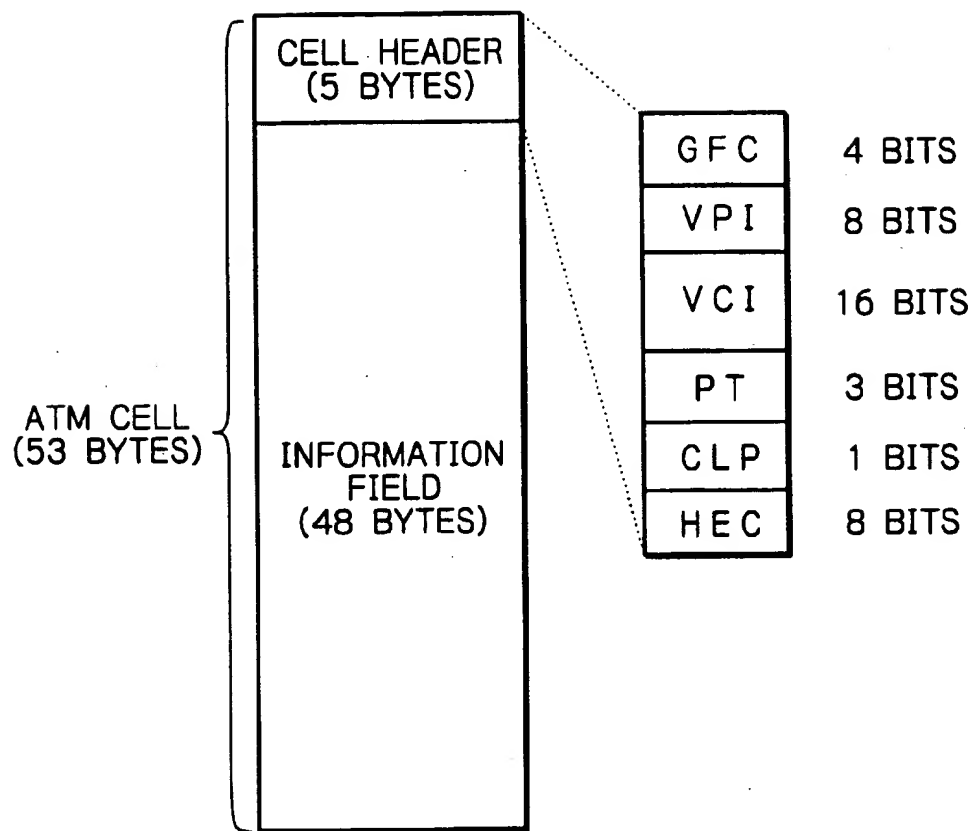 CELL HEADER
(5 BYTES)
GFC 4 BITS
VPI 8 BITS
VCI 16 BITS
PT 3 BITS
CLP 1 BITS
HEC 8 BITS
ATM CELL
(53 BYTES)
INFORMATION
FIELD
(48 BYTES)